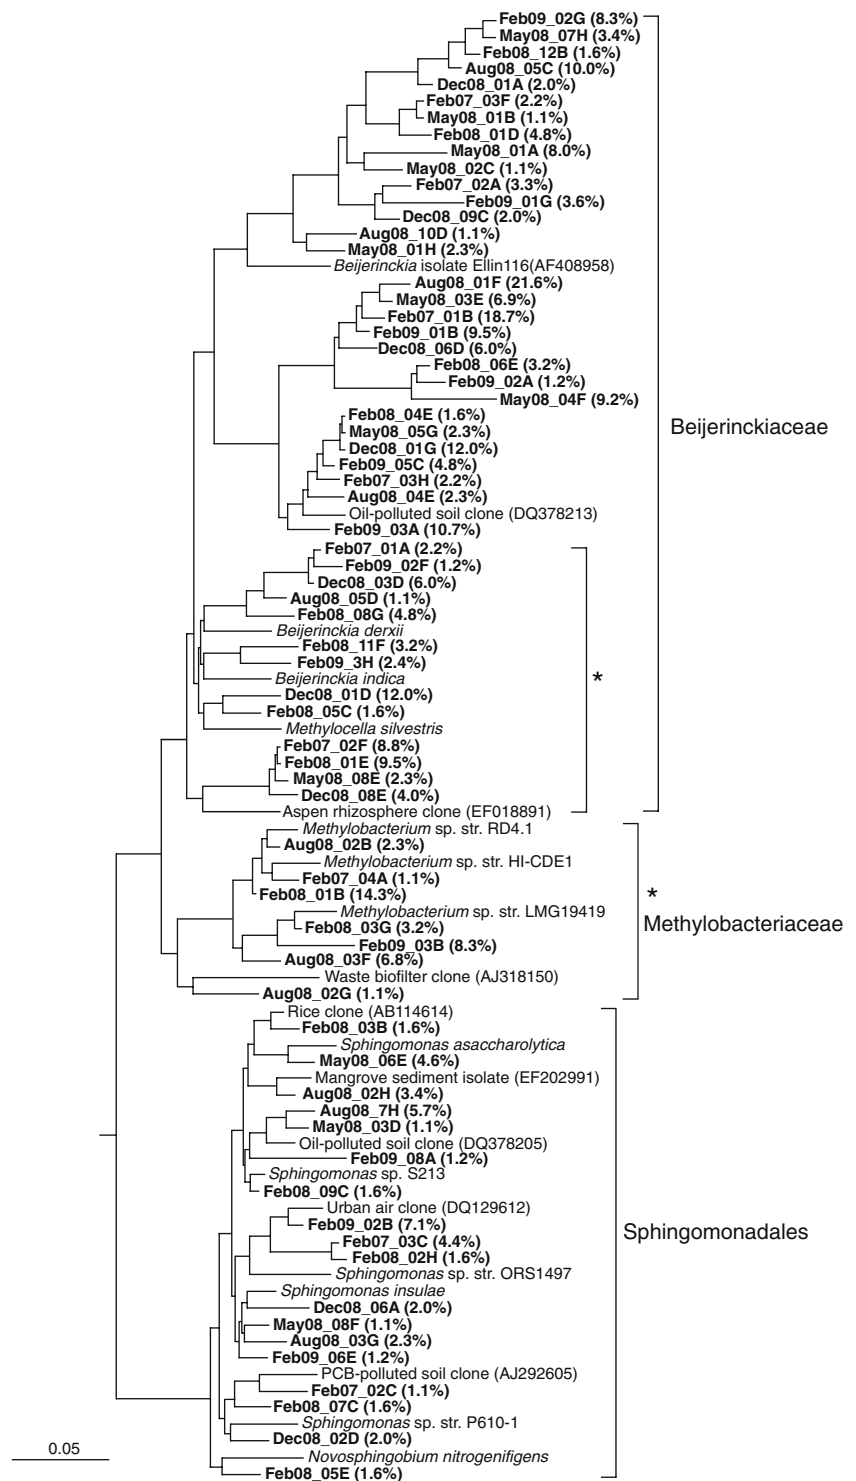 Feb09_02G (8.3%)
May08_07H (3.4%)
Feb08_12B (1.6%)
Aug08_05C (10.0%)
Dec08_01A (2.0%)
Feb07_03F (2.2%)
May08_01B (1.1%)
Feb08_01D (4.8%)
May08_01A (8.0%)
May08_02C (1.1%)
Feb07_02A (3.3%)
Feb09_01G (3.6%)
Dec08_09C (2.0%)
Aug08_10D (1.1%)
May08_01H (2.3%)
Beijerinckia isolate Ellin116(AF408958)
Aug08_01F (21.6%)
May08_03E (6.9%)
Feb07_01B (18.7%)
Feb09_01B (9.5%)
Dec08_06D (6.0%)
Feb08_06E (3.2%)
Feb09_02A (1.2%)
May08_04F (9.2%)
Feb08_04E (1.6%)
Beijerinckiaceae
May08_05G (2.3%)
Dec08_01G (12.0%)
Feb09_05C (4.8%)
Feb07_03H (2.2%)
Aug08_04E (2.3%)
Oil-polluted soil clone (DQ378213)
Feb09_03A (10.7%)
Feb07_01A (2.2%)
Feb09_02F (1.2%)
Dec08_03D (6.0%)
Aug08_05D (1.1%)
Feb08_08G (4.8%)
Beijerinckia derxii
Feb08_11F (3.2%)
Feb09_3H (2.4%)
Beijerinckia indica
*
Dec08_01D (12.0%)
Feb08_05C (1.6%)
Methylocella silvestris
Feb07_02F (8.8%)
Feb08_01E (9.5%)
May08_08E (2.3%)
Dec08_08E (4.0%)
Aspen rhizosphere clone (EF018891)
Methylobacterium sp. str. RD4.1
Aug08_02B (2.3%)
Methylobacterium sp. str. HI-CDE1
Feb07_04A (1.1%)
Feb08_01B (14.3%)
*
Methylobacterium sp. str. LMG19419
Methylobacteriaceae
Feb08_03G (3.2%)
Feb09_03B (8.3%)
Aug08_03F (6.8%)
Waste biofilter clone (AJ318150)
Aug08_02G (1.1%)
Rice clone (AB114614)
Feb08_03B (1.6%)
Sphingomonas asaccharolytica
May08_06E (4.6%)
Mangrove sediment isolate (EF202991)
Aug08_02H (3.4%)
Aug08_7H (5.7%)
May08_03D (1.1%)
Oil-polluted soil clone (DQ378205)
Feb09_08A (1.2%)
Sphingomonas sp. S213
Feb08_09C (1.6%)
Urban air clone (DQ129612)
Feb09_02B (7.1%)
Sphingomonadales
Feb07_03C (4.4%)
Feb08_02H (1.6%)
Sphingomonas sp. str. ORS1497
Sphingomonas insulae
Dec08_06A (2.0%)
May08_08F (1.1%)
Aug08_03G (2.3%)
Feb09_06E (1.2%)
PCB-polluted soil clone (AJ292605)
Feb07_02C (1.1%)
Feb08_07C (1.6%)
Sphingomonas sp. str. P610-1
Dec08_02D (2.0%)
0.05
Novosphingobium nitrogenifigens
Feb08_05E (1.6%)